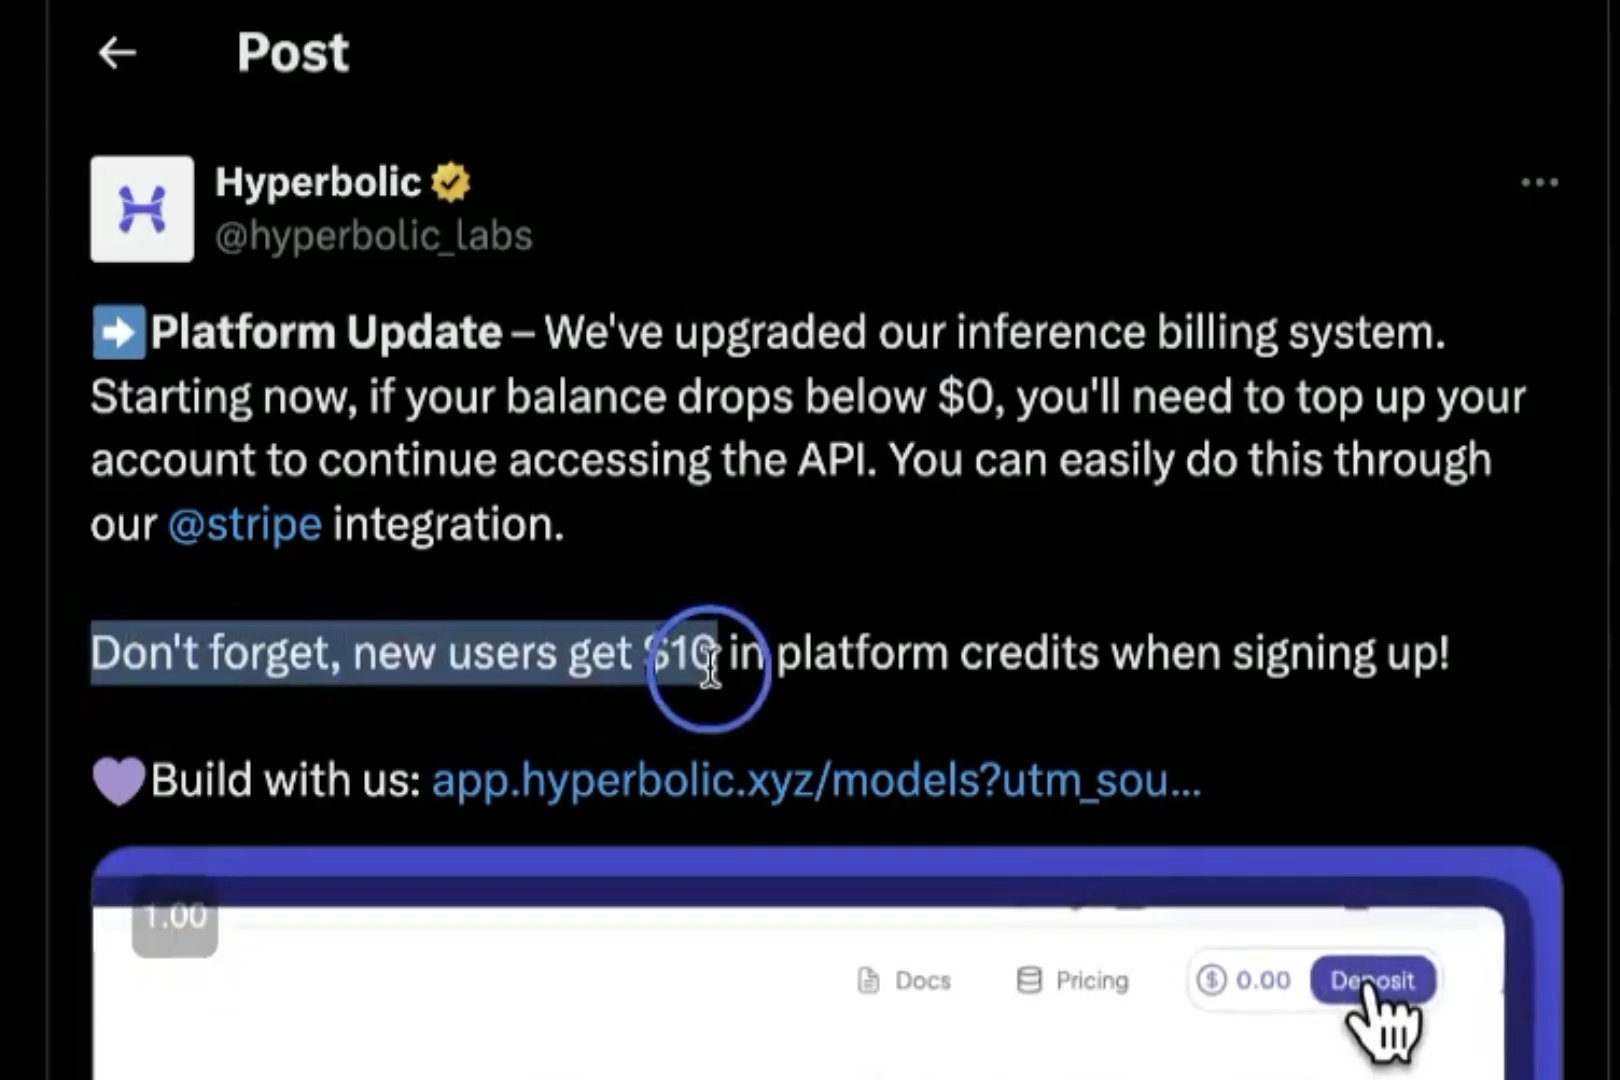 Post
Hyperbolic
@hyperbolic_labs
➡️Platform Update – We've upgraded our inference billing system.
Starting now, if your balance drops below $0, you'll need to top up your
account to continue accessing the API. You can easily do this through
our @stripe integration.
Don't forget, new users get $10 in platform credits when signing up!
💜Build with us: app.hyperbolic.xyz/models?utm_sou...
1.00
Docs Pricing $ 0.00 Deposit